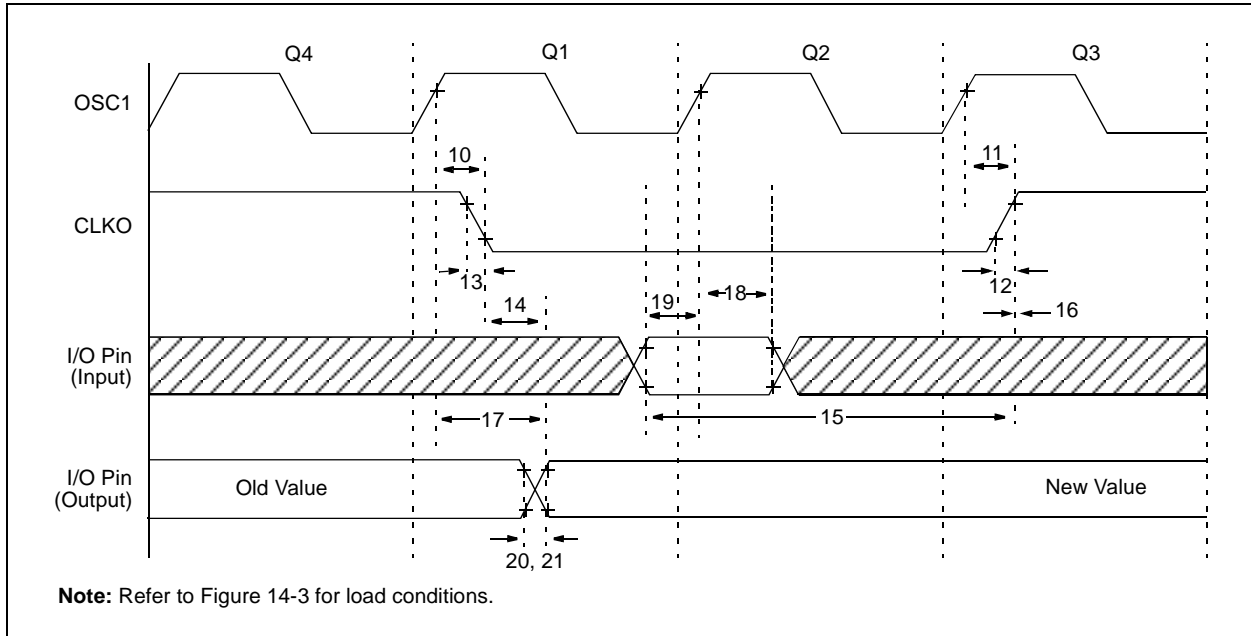 Q4 Q1 Q2 Q3
OSC1
10 11
CLKO
13 12
14 19 18 16
I/O Pin
(Input)
17 15
I/O Pin
(Output)
Old Value New Value
20, 21
Note: Refer to Figure 14-3 for load conditions.